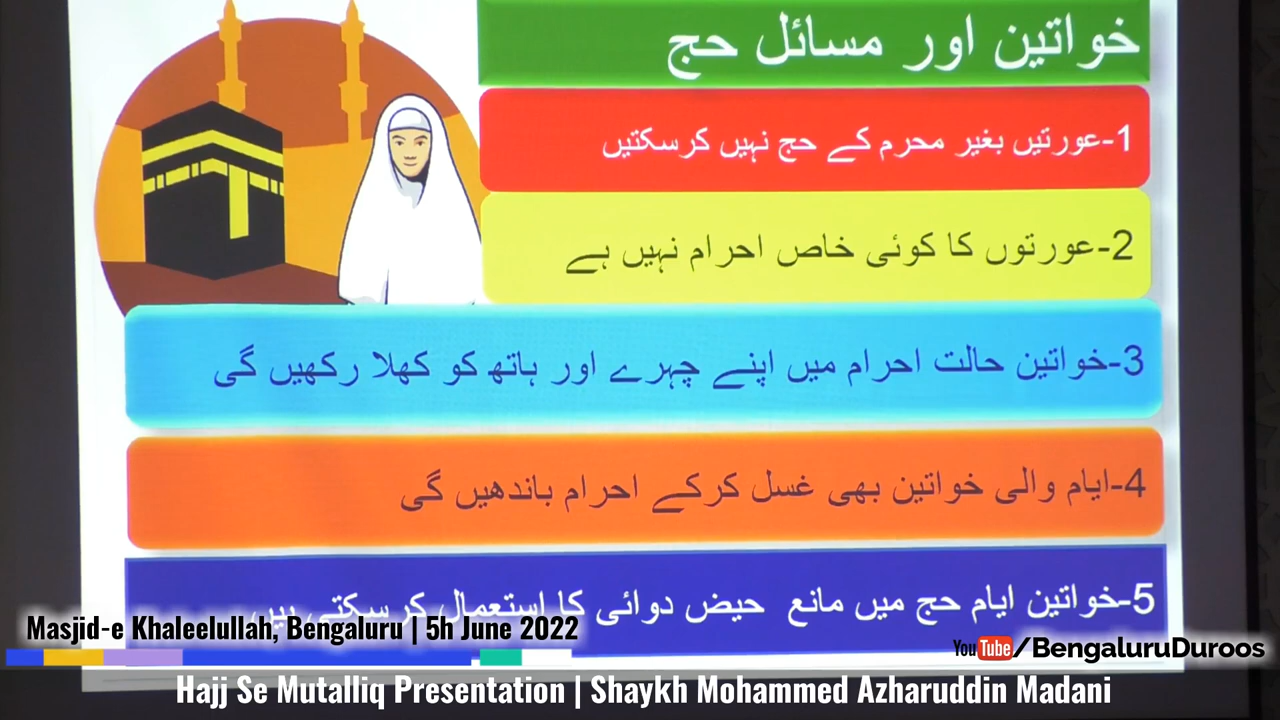 خواتین اور مسائل حج
1-عورتیں بغیر محرم کے حج نہیں کرسکتیں
2-عورتوں کا کوئی خاص احرام نہیں ہے
3-خواتین حالت احرام میں اپنے چہرے اور ہاتھ کو کھلا رکھیں گی
4-ایام والی خواتین بھی غسل کرکے احرام باندھیں گی
5-خواتین ایام حج میں مانع حیض دوائی کا استعمال کرسکتی ہیں
Masjid-e Khaleelullah, Bengaluru | 5h June 2022
YouTube/BengaluruDuroos
Hajj Se Mutalliq Presentation | Shaykh Mohammed Azharuddin Madani